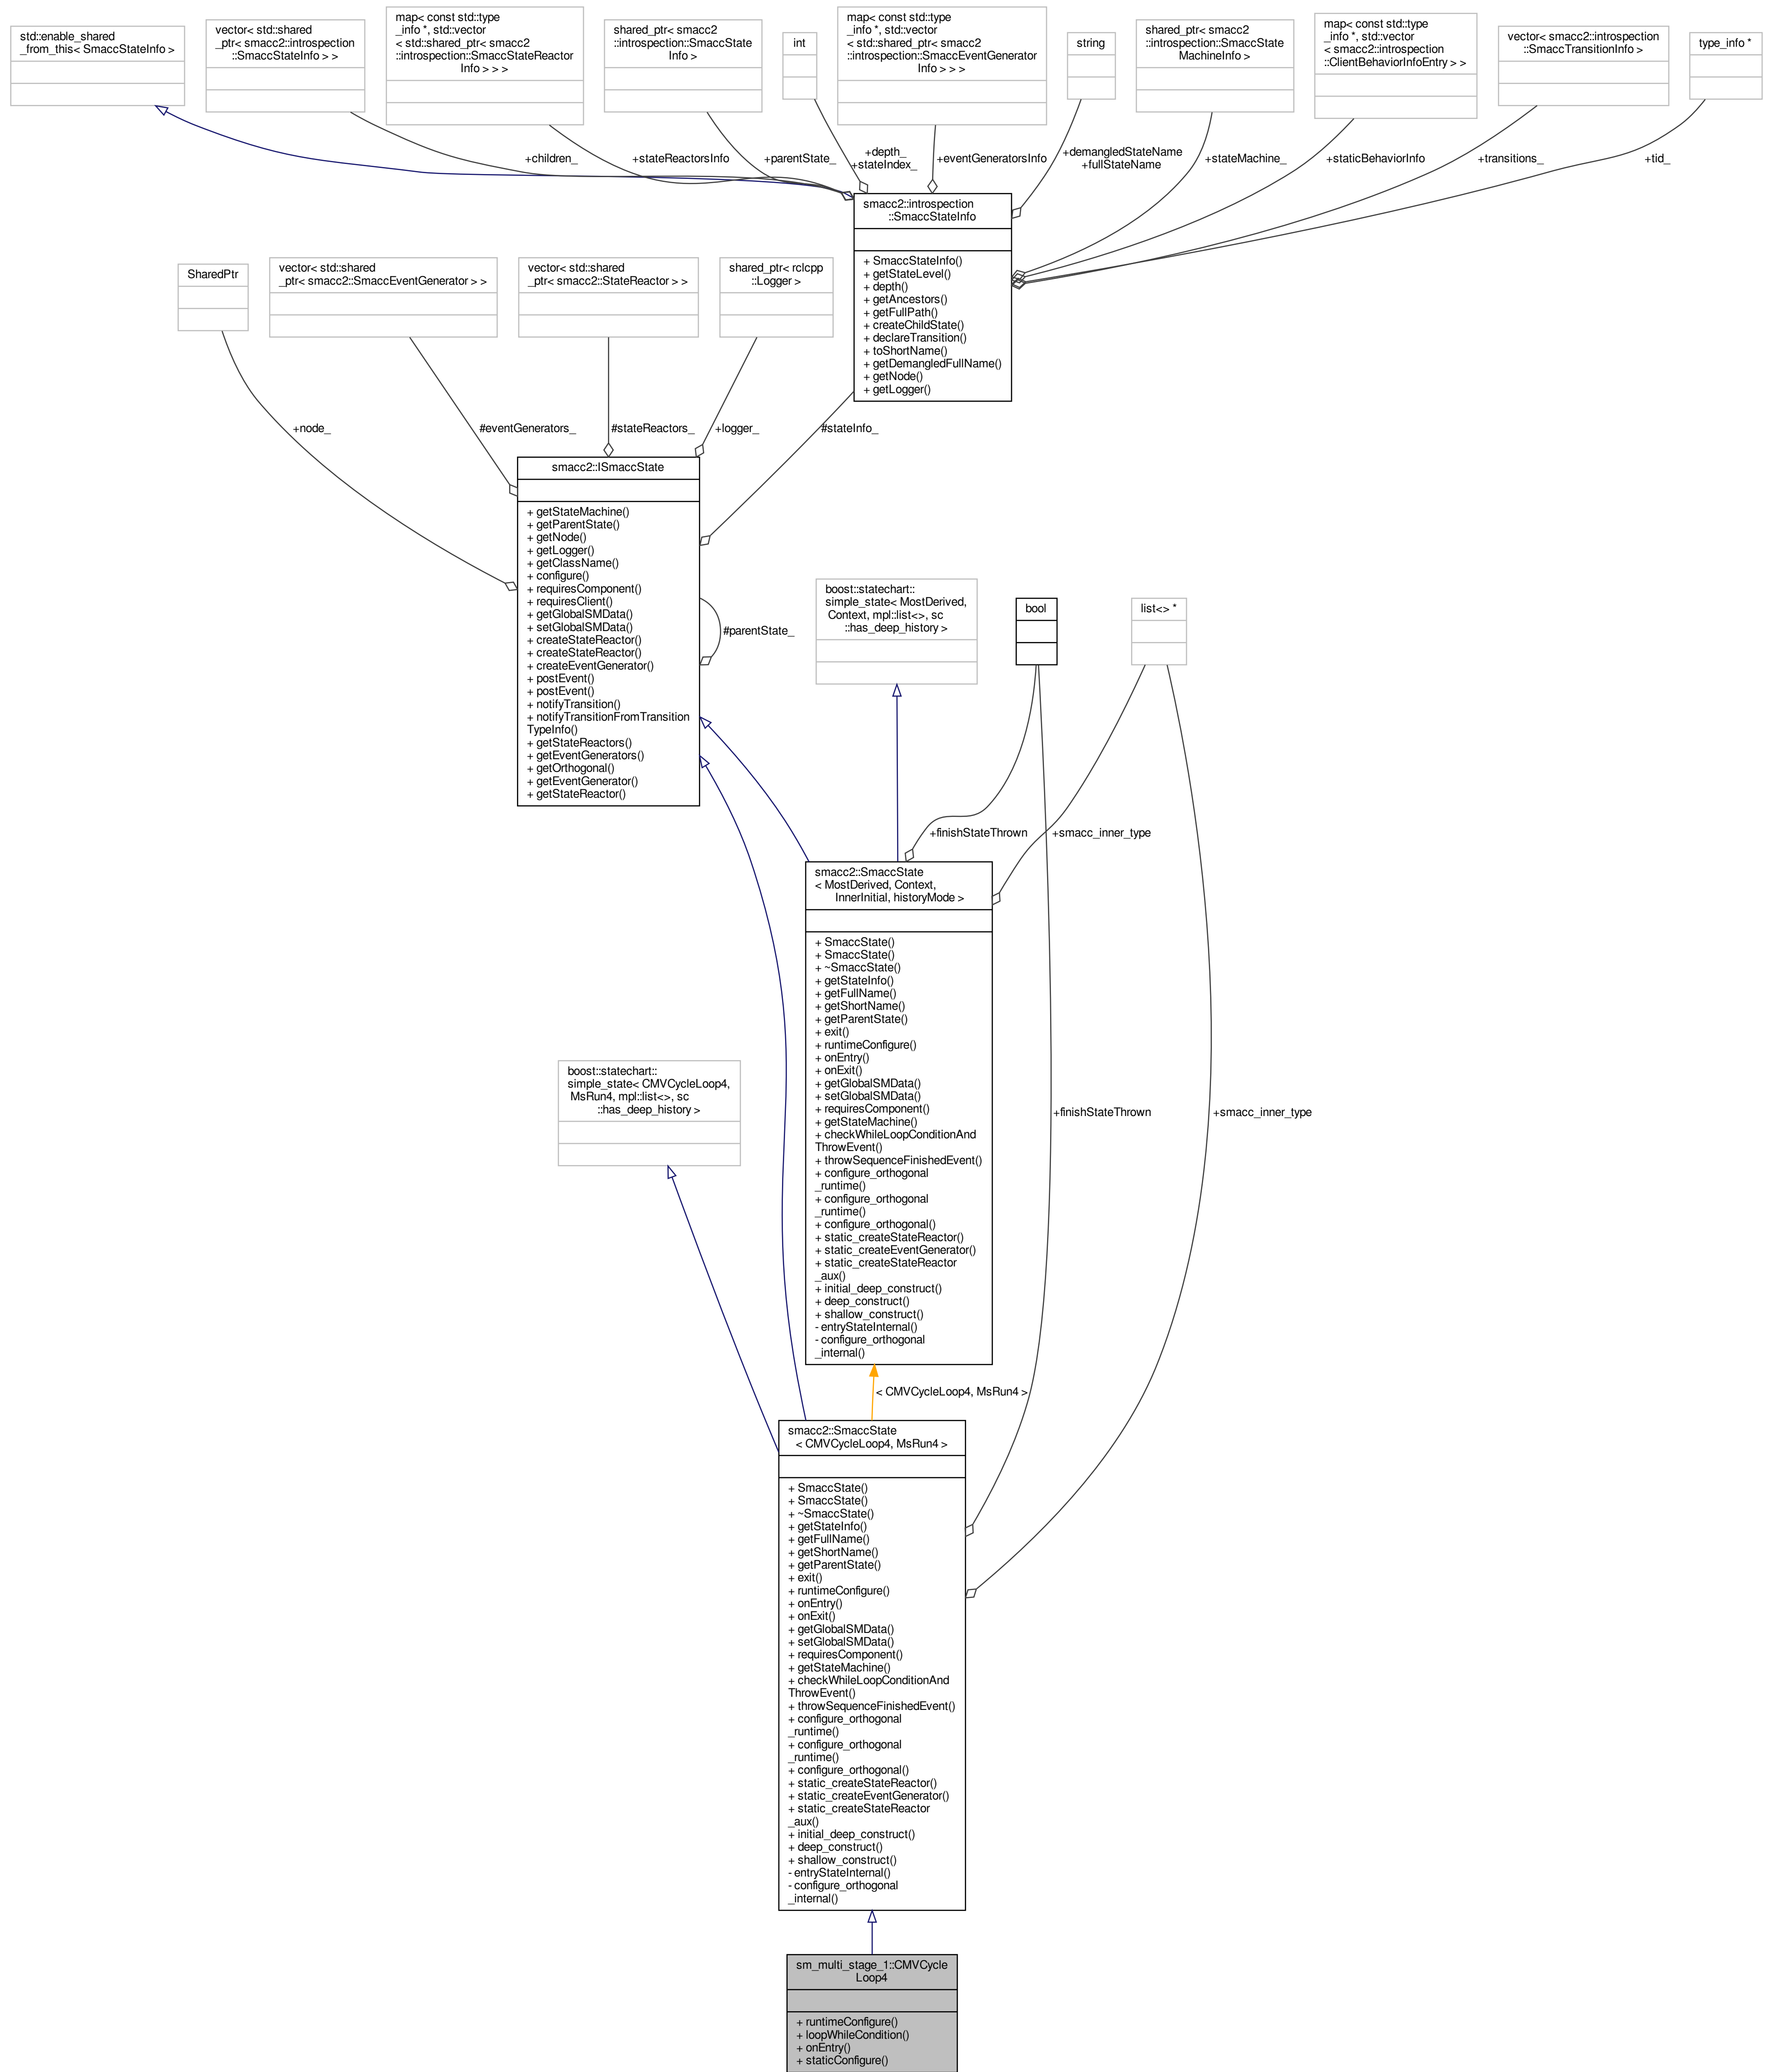 std::enable_shared
_from_this< SmaccStateInfo >
vector< std::shared
_ptr< smacc2::introspection
::SmaccStateInfo > >
map< const std::type
_info *, std::vector
< std::shared_ptr< smacc2
::introspection::SmaccStateReactor
Info > > >
shared_ptr< smacc2
::introspection::SmaccState
Info >
int
map< const std::type
_info *, std::vector
< std::shared_ptr< smacc2
::introspection::SmaccEventGenerator
Info > > >
string
shared_ptr< smacc2
::introspection::SmaccState
MachineInfo >
map< const std::type
_info *, std::vector
< smacc2::introspection
::ClientBehaviorInfoEntry > >
vector< smacc2::introspection
::SmaccTransitionInfo >
type_info *
+children_
+stateReactorsInfo
+parentState_
+depth_
+stateIndex_
+eventGeneratorsInfo
+demangledStateName
+fullStateName
+stateMachine_
+staticBehaviorInfo
+transitions_
+tid_
smacc2::introspection
::SmaccStateInfo
+ SmaccStateInfo()
+ getStateLevel()
+ depth()
+ getAncestors()
+ getFullPath()
+ createChildState()
+ declareTransition()
+ toShortName()
+ getDemangledFullName()
+ getNode()
+ getLogger()
SharedPtr
vector< std::shared
_ptr< smacc2::SmaccEventGenerator > >
vector< std::shared
_ptr< smacc2::StateReactor > >
shared_ptr< rclcpp
::Logger >
+node_
#eventGenerators_
#stateReactors_
+logger_
#stateInfo_
smacc2::ISmaccState
+ getStateMachine()
+ getParentState()
+ getNode()
+ getLogger()
+ getClassName()
+ configure()
+ requiresComponent()
+ requiresClient()
+ getGlobalSMData()
+ setGlobalSMData()
+ createStateReactor()
+ createStateReactor()
+ createEventGenerator()
+ postEvent()
+ postEvent()
+ notifyTransition()
+ notifyTransitionFromTransition
TypeInfo()
+ getStateReactors()
+ getEventGenerators()
+ getOrthogonal()
+ getEventGenerator()
+ getStateReactor()
#parentState_
boost::statechart::
simple_state< MostDerived,
Context, mpl::list<>, sc
::has_deep_history >
bool
list<> *
+finishStateThrown
+smacc_inner_type
smacc2::SmaccState
< MostDerived, Context,
InnerInitial, historyMode >
+ SmaccState()
+ SmaccState()
+ ~SmaccState()
+ getStateInfo()
+ getFullName()
+ getShortName()
+ getParentState()
+ exit()
+ runtimeConfigure()
+ onEntry()
+ onExit()
+ getGlobalSMData()
+ setGlobalSMData()
+ requiresComponent()
+ getStateMachine()
+ checkWhileLoopConditionAnd
ThrowEvent()
+ throwSequenceFinishedEvent()
+ configure_orthogonal
_runtime()
+ configure_orthogonal
_runtime()
+ configure_orthogonal()
+ static_createStateReactor()
+ static_createEventGenerator()
+ static_createStateReactor
_aux()
+ initial_deep_construct()
+ deep_construct()
+ shallow_construct()
- entryStateInternal()
- configure_orthogonal
_internal()
boost::statechart::
simple_state< CMVCycleLoop4,
MsRun4, mpl::list<>, sc
::has_deep_history >
+finishStateThrown
+smacc_inner_type
< CMVCycleLoop4, MsRun4 >
smacc2::SmaccState
< CMVCycleLoop4, MsRun4 >
+ SmaccState()
+ SmaccState()
+ ~SmaccState()
+ getStateInfo()
+ getFullName()
+ getShortName()
+ getParentState()
+ exit()
+ runtimeConfigure()
+ onEntry()
+ onExit()
+ getGlobalSMData()
+ setGlobalSMData()
+ requiresComponent()
+ getStateMachine()
+ checkWhileLoopConditionAnd
ThrowEvent()
+ throwSequenceFinishedEvent()
+ configure_orthogonal
_runtime()
+ configure_orthogonal
_runtime()
+ configure_orthogonal()
+ static_createStateReactor()
+ static_createEventGenerator()
+ static_createStateReactor
_aux()
+ initial_deep_construct()
+ deep_construct()
+ shallow_construct()
- entryStateInternal()
- configure_orthogonal
_internal()
sm_multi_stage_1::CMVCycle
Loop4
+ runtimeConfigure()
+ loopWhileCondition()
+ onEntry()
+ staticConfigure()